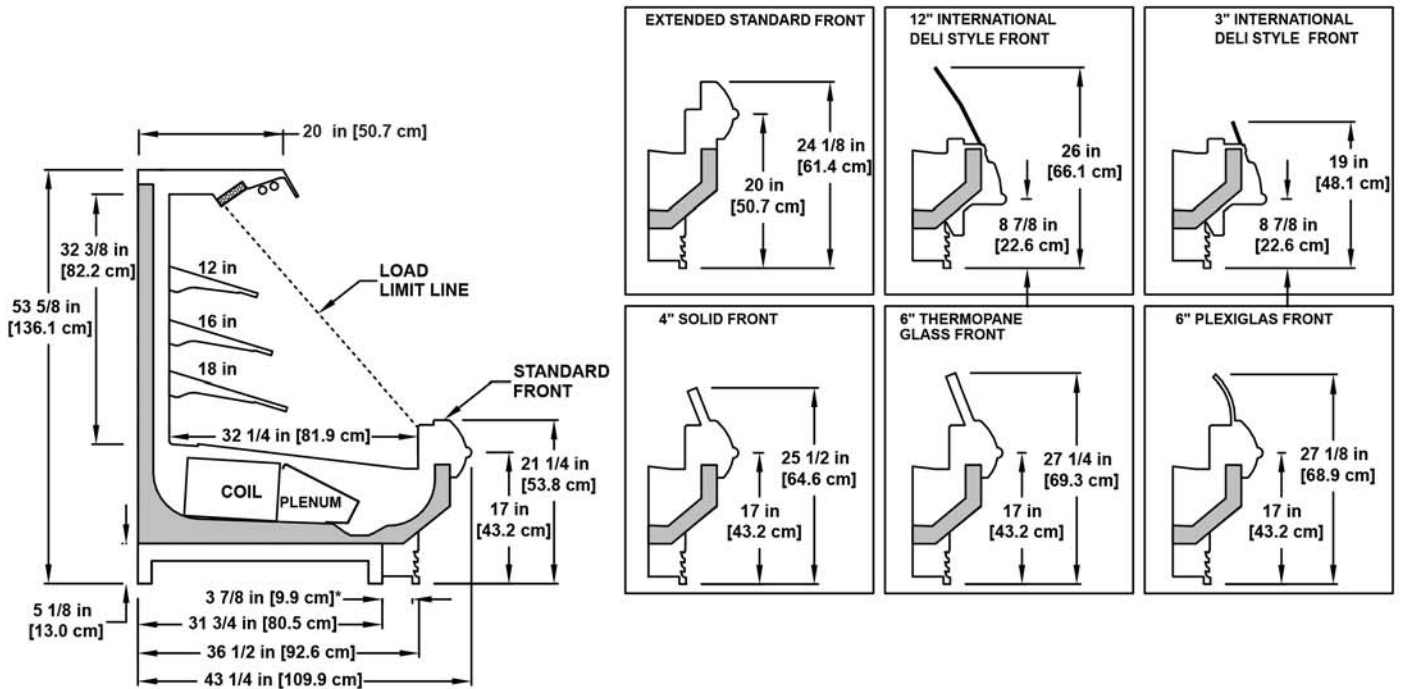 20 in [50.7 cm]
32 3/8 in
[82.2 cm]
53 5/8 in
[136.1 cm]
12 in
16 in
18 in
LOAD
LIMIT LINE
STANDARD
FRONT
32 1/4 in [81.9 cm]
COIL
PLENUM
21 1/4 in
[53.8 cm]
17 in
[43.2 cm]
5 1/8 in
[13.0 cm]
3 7/8 in [9.9 cm]*
31 3/4 in [80.5 cm]
36 1/2 in [92.6 cm]
43 1/4 in [109.9 cm]
EXTENDED STANDARD FRONT
24 1/8 in
[61.4 cm]
20 in
[50.7 cm]
12" INTERNATIONAL
DELI STYLE FRONT
26 in
[66.1 cm]
8 7/8 in
[22.6 cm]
3" INTERNATIONAL
DELI STYLE FRONT
19 in
[48.1 cm]
8 7/8 in
[22.6 cm]
4" SOLID FRONT
25 1/2 in
[64.6 cm]
17 in
[43.2 cm]
6" THERMOPANE
GLASS FRONT
27 1/4 in
[69.3 cm]
17 in
[43.2 cm]
6" PLEXIGLAS FRONT
27 1/8 in
[68.9 cm]
17 in
[43.2 cm]